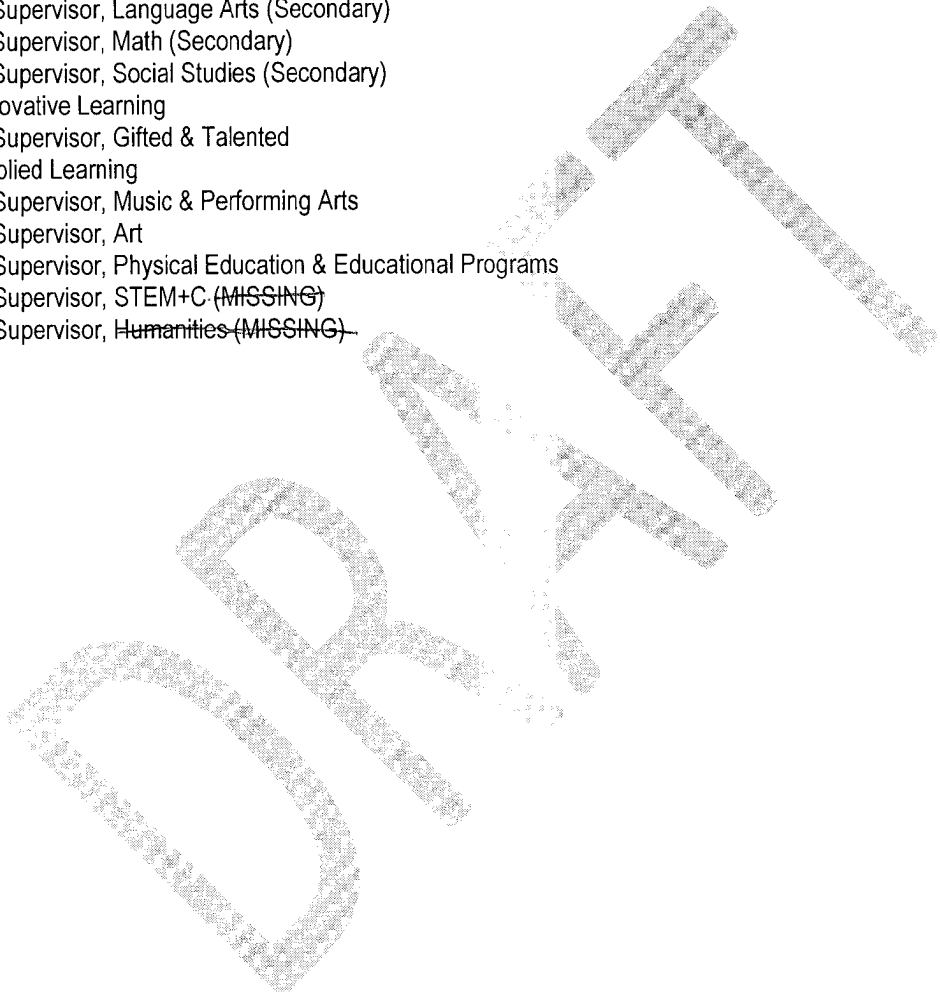 Supervisor, Language Arts (Secondary)
Supervisor, Math (Secondary)
Supervisor, Social Studies (Secondary)
ovative Learning
Supervisor, Gifted & Talented
plied Learning
Supervisor, Music & Performing Arts
Supervisor, Art
Supervisor, Physical Education & Educational Programs
Supervisor, STEM+C (MISSING)
Supervisor, Humanities (MISSING)
DRAFT